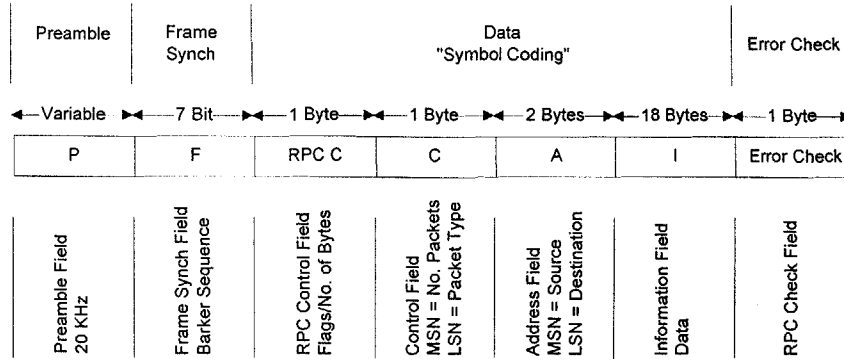 Preamble
Frame
Synch
Data
"Symbol Coding"
Error Check
Variable
7 Bit
1 Byte
1 Byte
2 Bytes
18 Bytes
1 Byte
P
F
RPC C
C
A
I
Error Check
Preamble Field
20 KHz
Frame Synch Field
Barker Sequence
RPC Control Field
Flags/No. of Bytes
Control Field
MSN = No. Packets
LSN = Packet Type
Address Field
MSN = Source
LSN = Destination
Information Field
Data
RPC Check Field